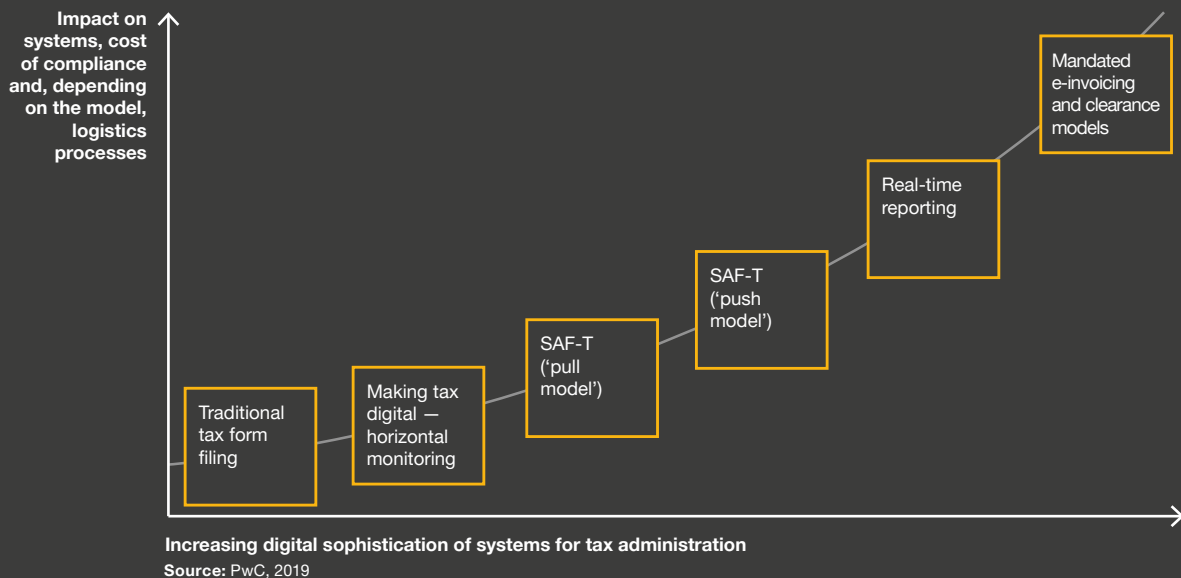 Impact on
systems, cost
of compliance
and, depending
on the model,
logistics
processes
Mandated
e-invoicing
and clearance
models
Real-time
reporting
SAF-T
(‘push
model’)
SAF-T
(‘pull
model’)
Making tax
digital —
horizontal
monitoring
Traditional
tax form
filing
Increasing digital sophistication of systems for tax administration
Source: PwC, 2019